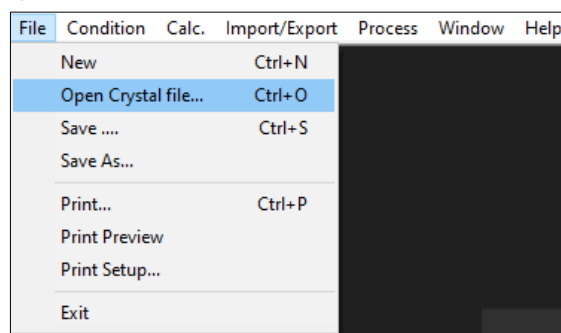 File Condition Calc. Import/Export Process Window Help
New Ctrl+N
Open Crystal file... Ctrl+O
Save .... Ctrl+S
Save As...
Print... Ctrl+P
Print Preview
Print Setup...
Exit